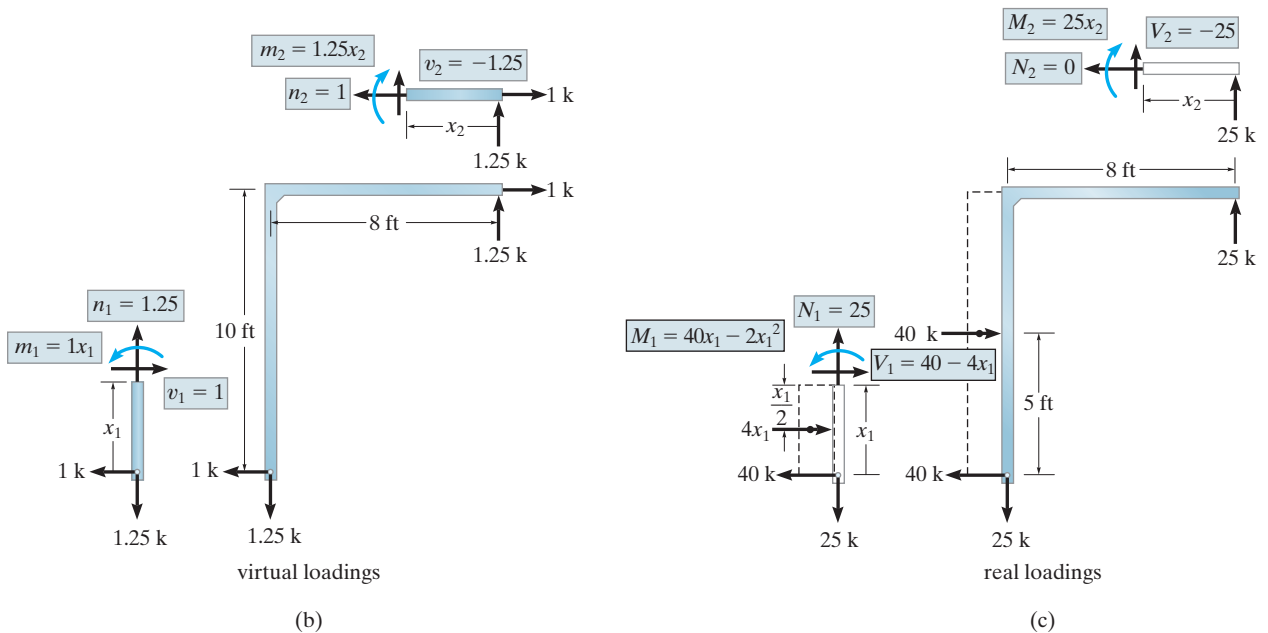 m₂ = 1.25x₂
v₂ = −1.25
n₂ = 1
1 k
x₂
1.25 k
1 k
8 ft
1.25 k
10 ft
n₁ = 1.25
m₁ = 1x₁
v₁ = 1
x₁
1 k
1 k
1.25 k
1.25 k
virtual loadings
(b)
M₂ = 25x₂
V₂ = −25
N₂ = 0
x₂
25 k
8 ft
25 k
N₁ = 25
M₁ = 40x₁ − 2x₁²
40 k
V₁ = 40 − 4x₁
x₁
2
4x₁
x₁
5 ft
40 k
40 k
25 k
25 k
real loadings
(c)